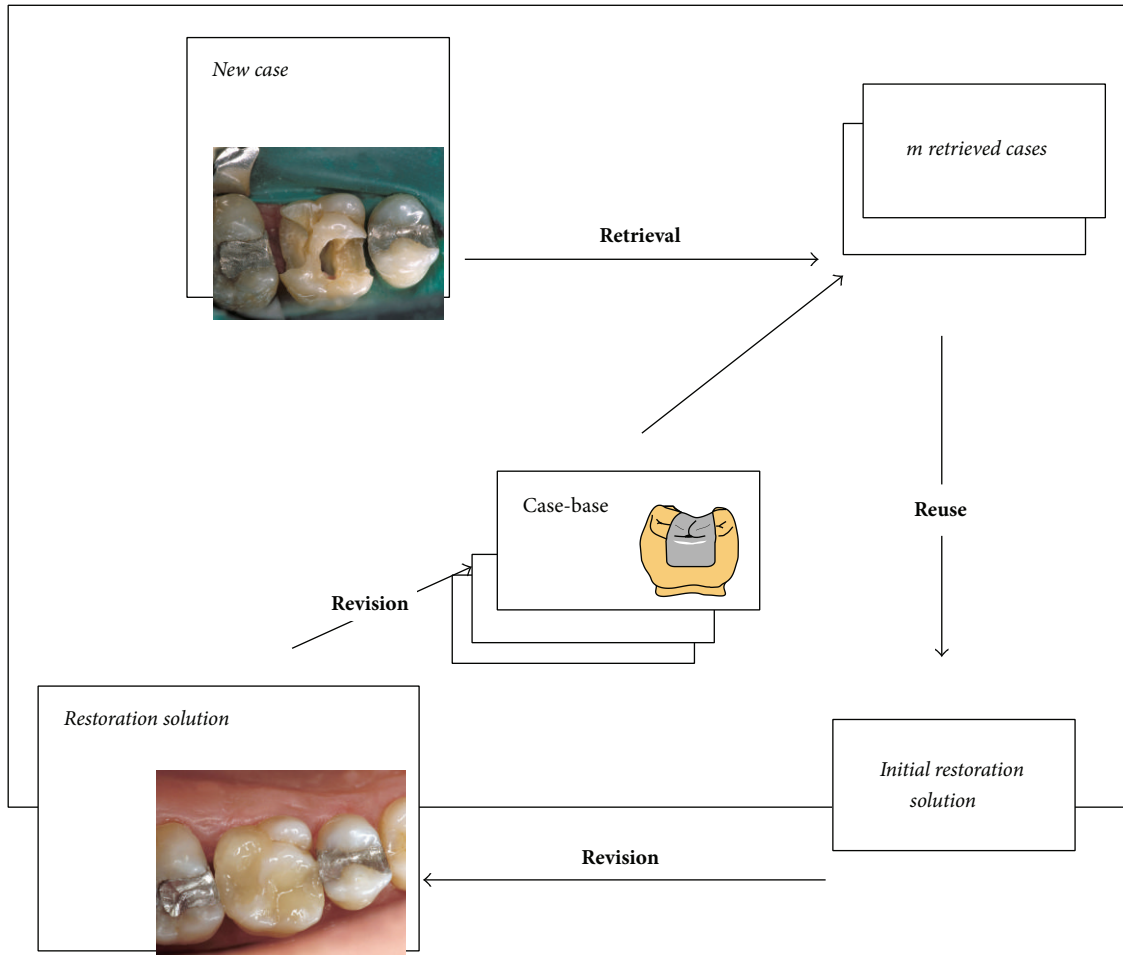 New case
m retrieved cases
Retrieval
Case-base
Reuse
Revision
Restoration solution
Initial restoration
solution
Revision